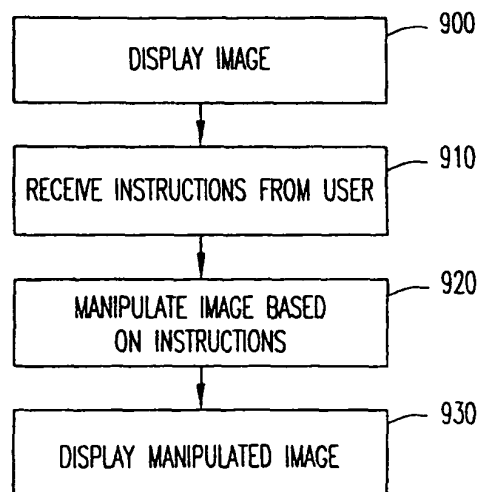 900
DISPLAY IMAGE
910
RECEIVE INSTRUCTIONS FROM USER
920
MANIPULATE IMAGE BASED
ON INSTRUCTIONS
930
DISPLAY MANIPULATED IMAGE